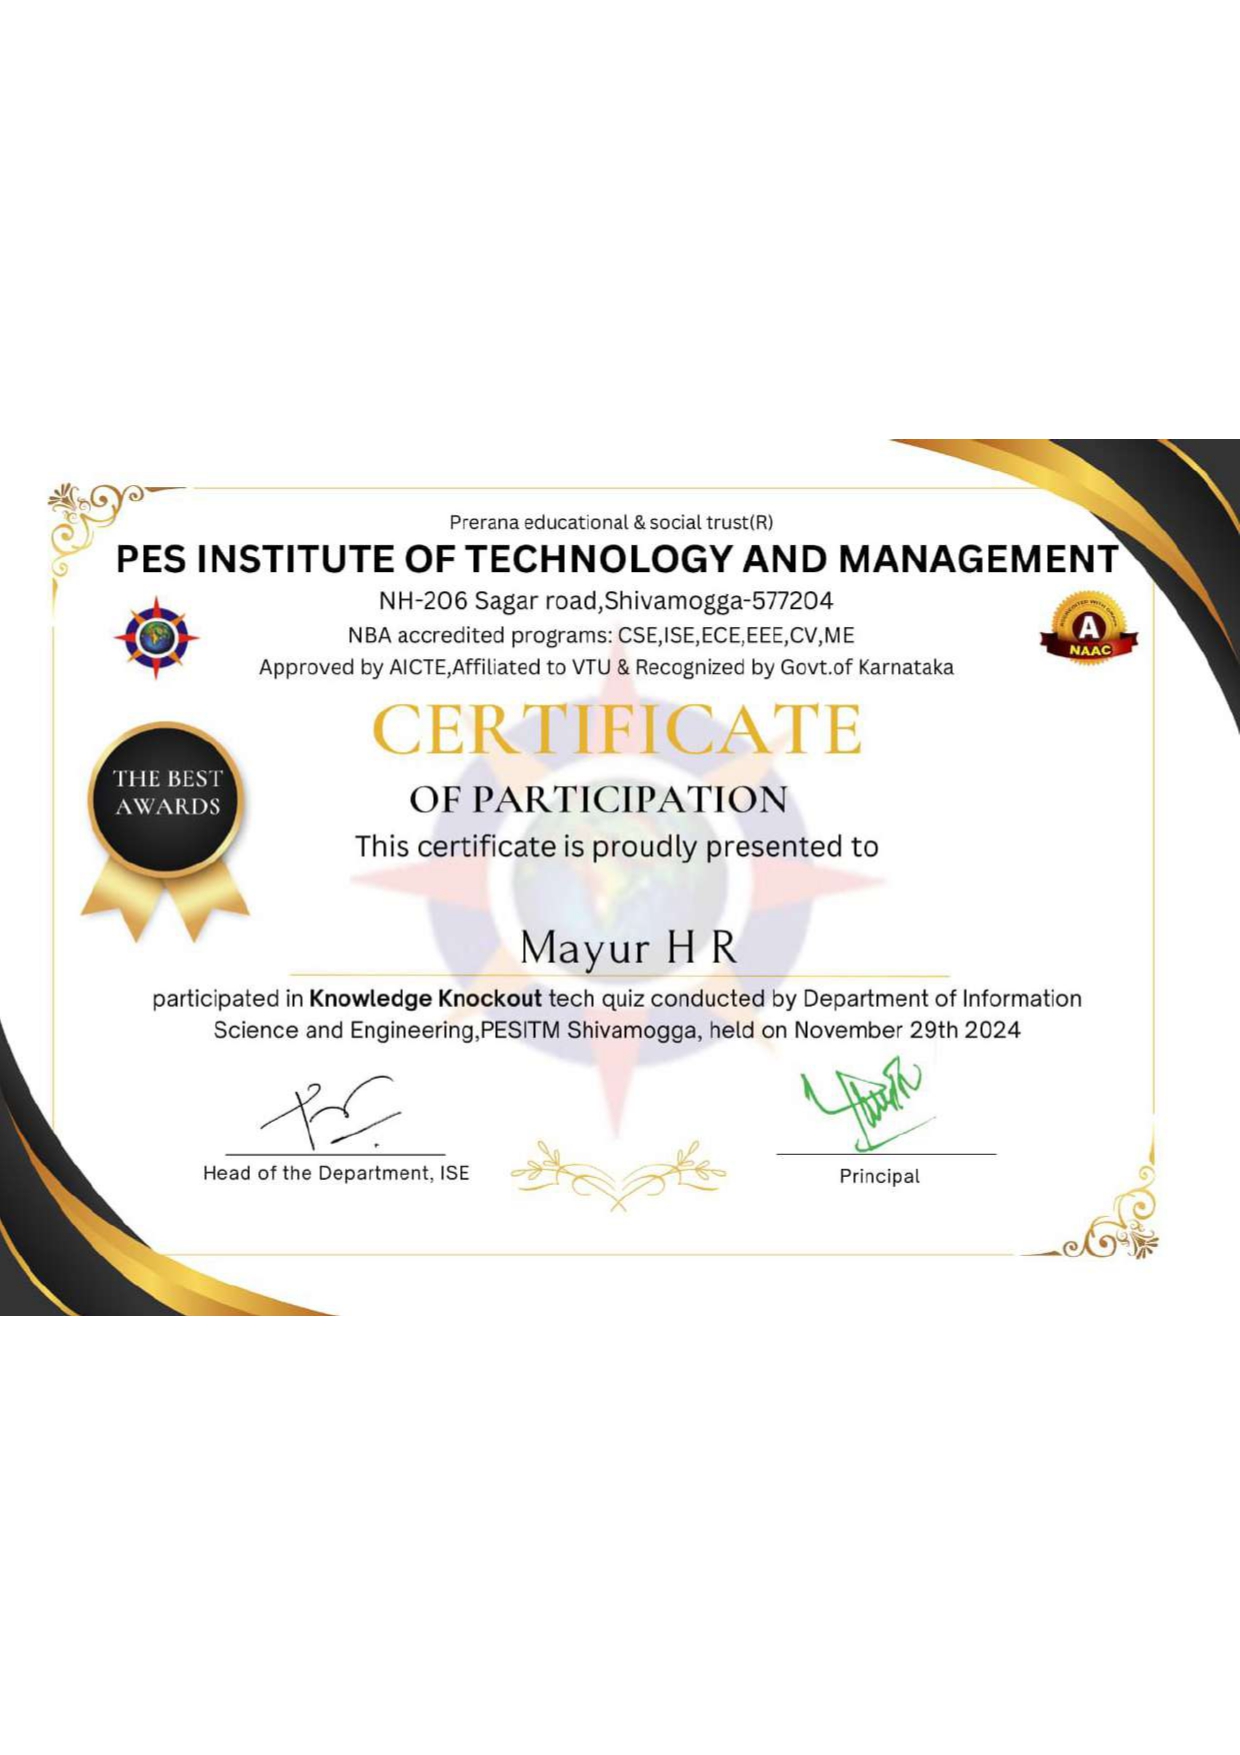 Prerana educational & social trust(R)
PES INSTITUTE OF TECHNOLOGY AND MANAGEMENT
NH-206 Sagar road,Shivamogga-577204
NBA accredited programs: CSE,ISE,ECE,EEE,CV,ME
Approved by AICTE,Affiliated to VTU & Recognized by Govt.of Karnataka
A
NAAC
CERTIFICATE
THE BEST
AWARDS
OF PARTICIPATION
This certificate is proudly presented to
Mayur H R
participated in Knowledge Knockout tech quiz conducted by Department of Information
Science and Engineering,PESITM Shivamogga, held on November 29th 2024
Head of the Department, ISE
Principal